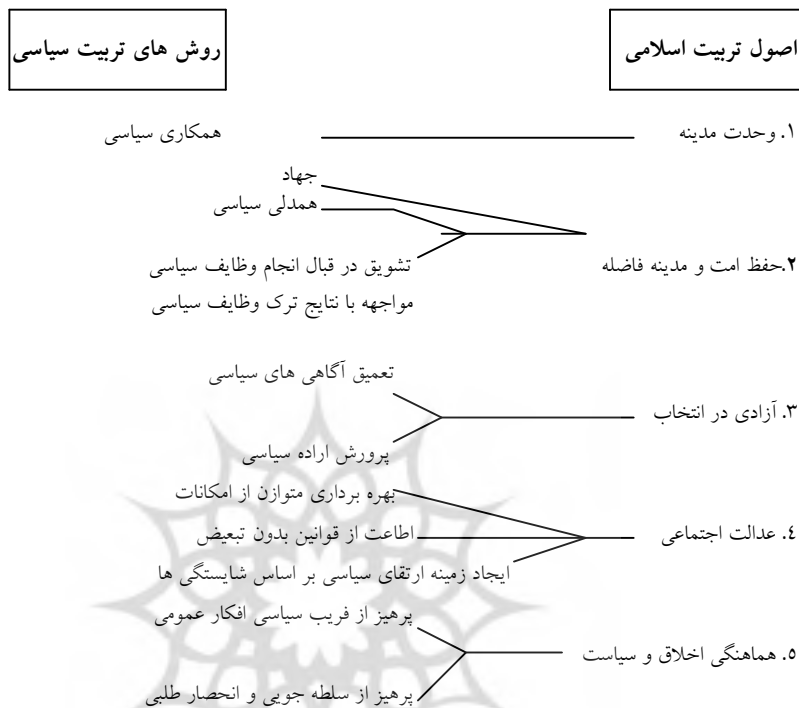 اصول تربیت اسلامی
روش های تربیت سیاسی
۱. وحدت مدینه
همکاری سیاسی
جهاد
همدلی سیاسی
۲.حفظ امت و مدینه فاضله
تشویق در قبال انجام وظایف سیاسی
مواجهه با نتایج ترک وظایف سیاسی
تعمیق آگاهی های سیاسی
۳. آزادی در انتخاب
پرورش اراده سیاسی
بهره برداری متوازن از امکانات
٤. عدالت اجتماعی
اطاعت از قوانین بدون تبعیض
ایجاد زمینه ارتقای سیاسی بر اساس شایستگی ها
پرهیز از فریب سیاسی افکار عمومی
٥. هماهنگی اخلاق و سیاست
پرهیز از سلطه جویی و انحصار طلبی